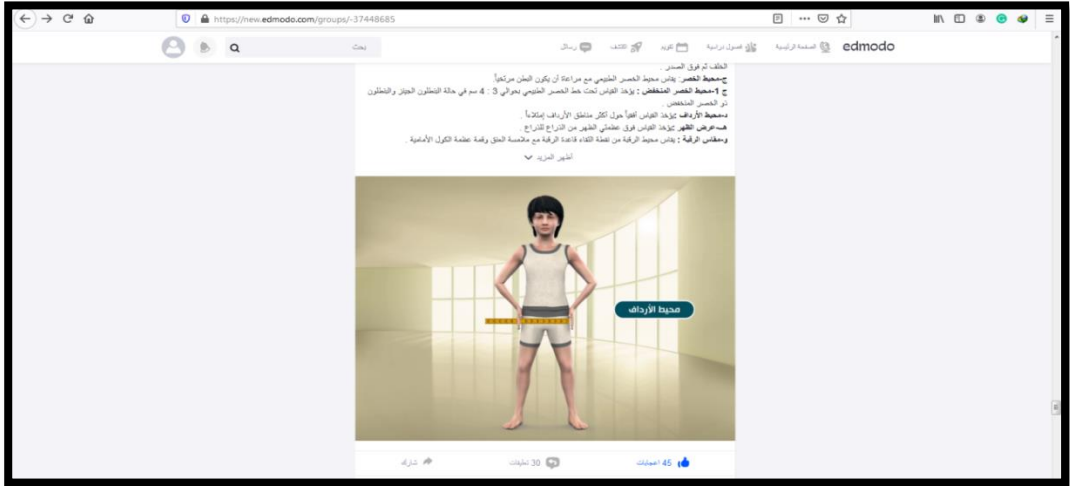 https://new.edmodo.com/groups/-37448685
edmodo
الصفحة الرئيسية
فصول دراسية
تقويم
اكتشف
رسائل
بحث
الخلف ثم فوق الصدر .
ج-محيط الخصر: يقاس محيط الخصر الطبيعي مع مراعاة أن يكون البطن مرتخياً.
ج 1-محيط الخصر المنخفض : يؤخذ القياس تحت خط الخصر الطبيعي بحوالي 3 : 4 سم في حالة البنطلون الجينز والبنطلون
ذو الخصر المنخفض .
د-محيط الأرداف :يؤخذ القياس أفقياً حول أكثر مناطق الأرداف إمتلاءاً .
هـ-عرض الظهر :يؤخذ القياس فوق عظمتي الظهر من الذراع للذراع .
و-مقاس الرقبة : يقاس محيط الرقبة من نقطة التقاء قاعدة الرقبة مع ملامسة العنق وقمة عظمة الكول الأمامية .
أظهر المزيد
محيط الأرداف
45 اعجابات
30 تعليقات
شارك